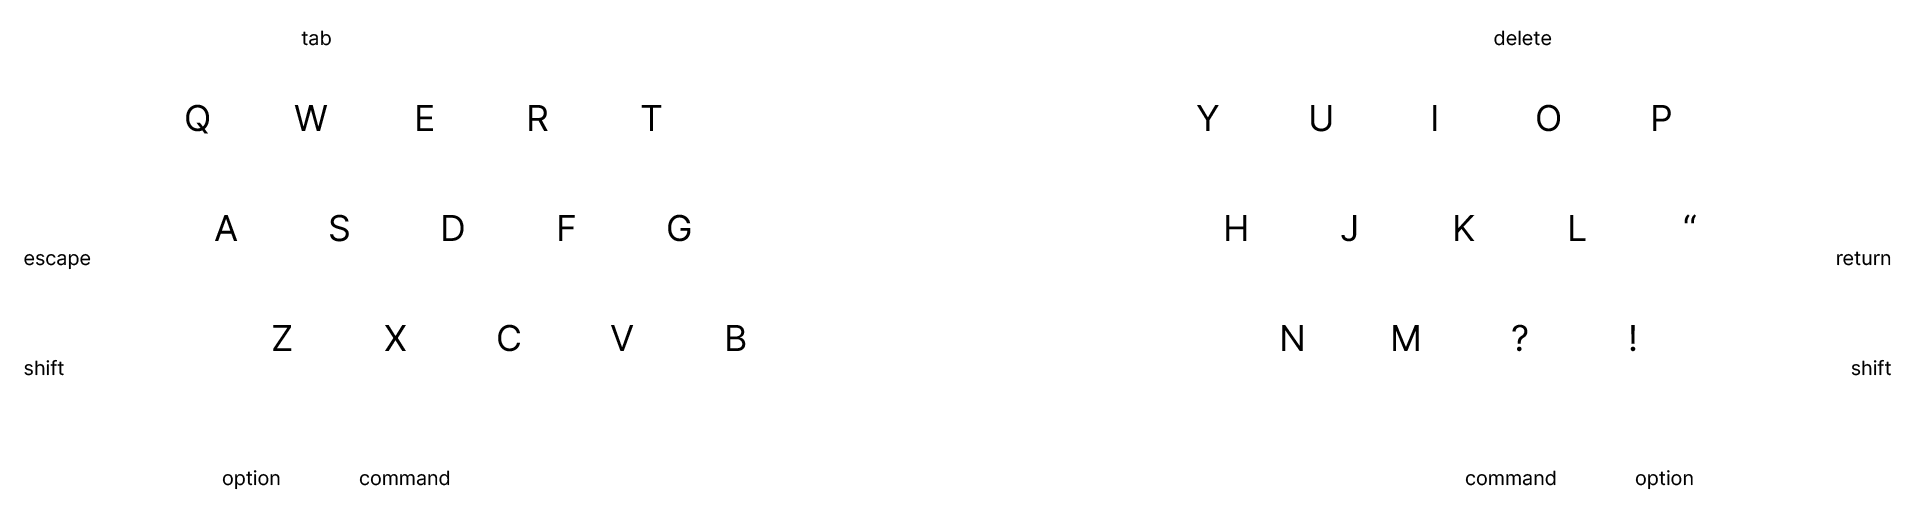 tab delete
Q W E R T Y U I O P
A S D F G H J K L “
escape return
Z X C V B N M ? !
shift shift
option command command option